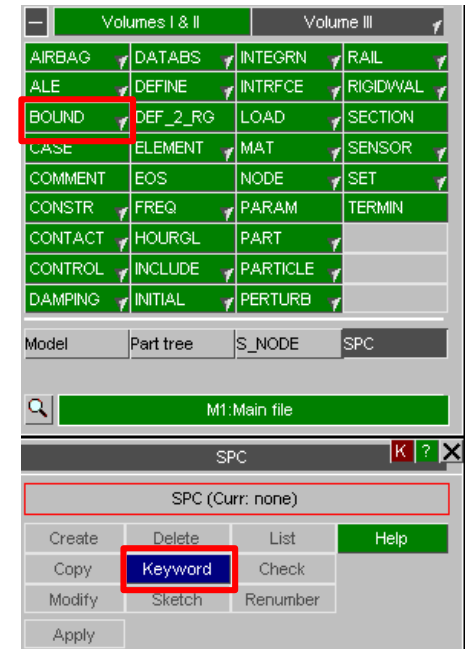 — Volumes I & II Volume III
AIRBAG DATABS INTEGRN RAIL
ALE DEFINE INTRFCE RIGIDWAL
BOUND DEF_2_RG LOAD SECTION
CASE ELEMENT MAT SENSOR
COMMENT EOS NODE SET
CONSTR FREQ PARAM TERMIN
CONTACT HOURGL PART
CONTROL INCLUDE PARTICLE
DAMPING INITIAL PERTURB
Model Part tree S_NODE SPC
M1:Main file
SPC K ? X
SPC (Curr: none)
Create Delete List Help
Copy Keyword Check
Modify Sketch Renumber
Apply